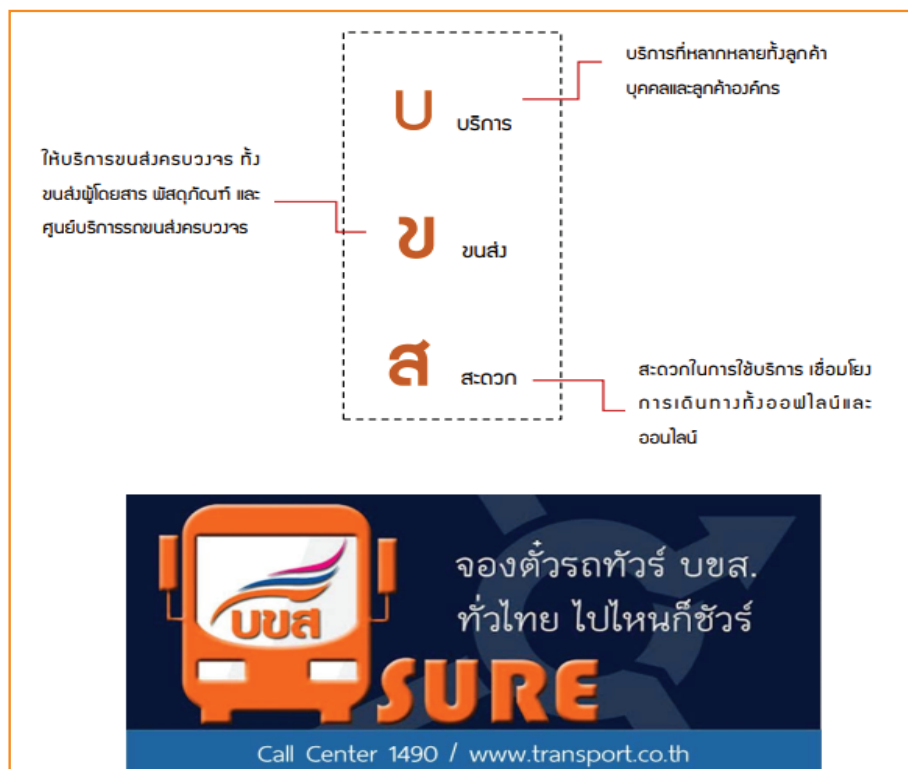 บริการที่หลากหลายทั้งลูกค้า
บุคคลและลูกค้าองค์กร
บ บริการ
ให้บริการขนส่งครบวงจร ทั้ง
ขนส่งผู้โดยสาร พัสดุภัณฑ์ และ
ศูนย์บริการรถขนส่งครบวงจร
ข ขนส่ง
ส สะดวก
สะดวกในการใช้บริการ เชื่อมโยง
การเดินทางทั้งออฟไลน์และ
ออนไลน์
บขส
จองตั๋วรถทัวร์ บขส.
ทั่วไทย ไปไหนก็ชัวร์
SURE
Call Center 1490 / www.transport.co.th